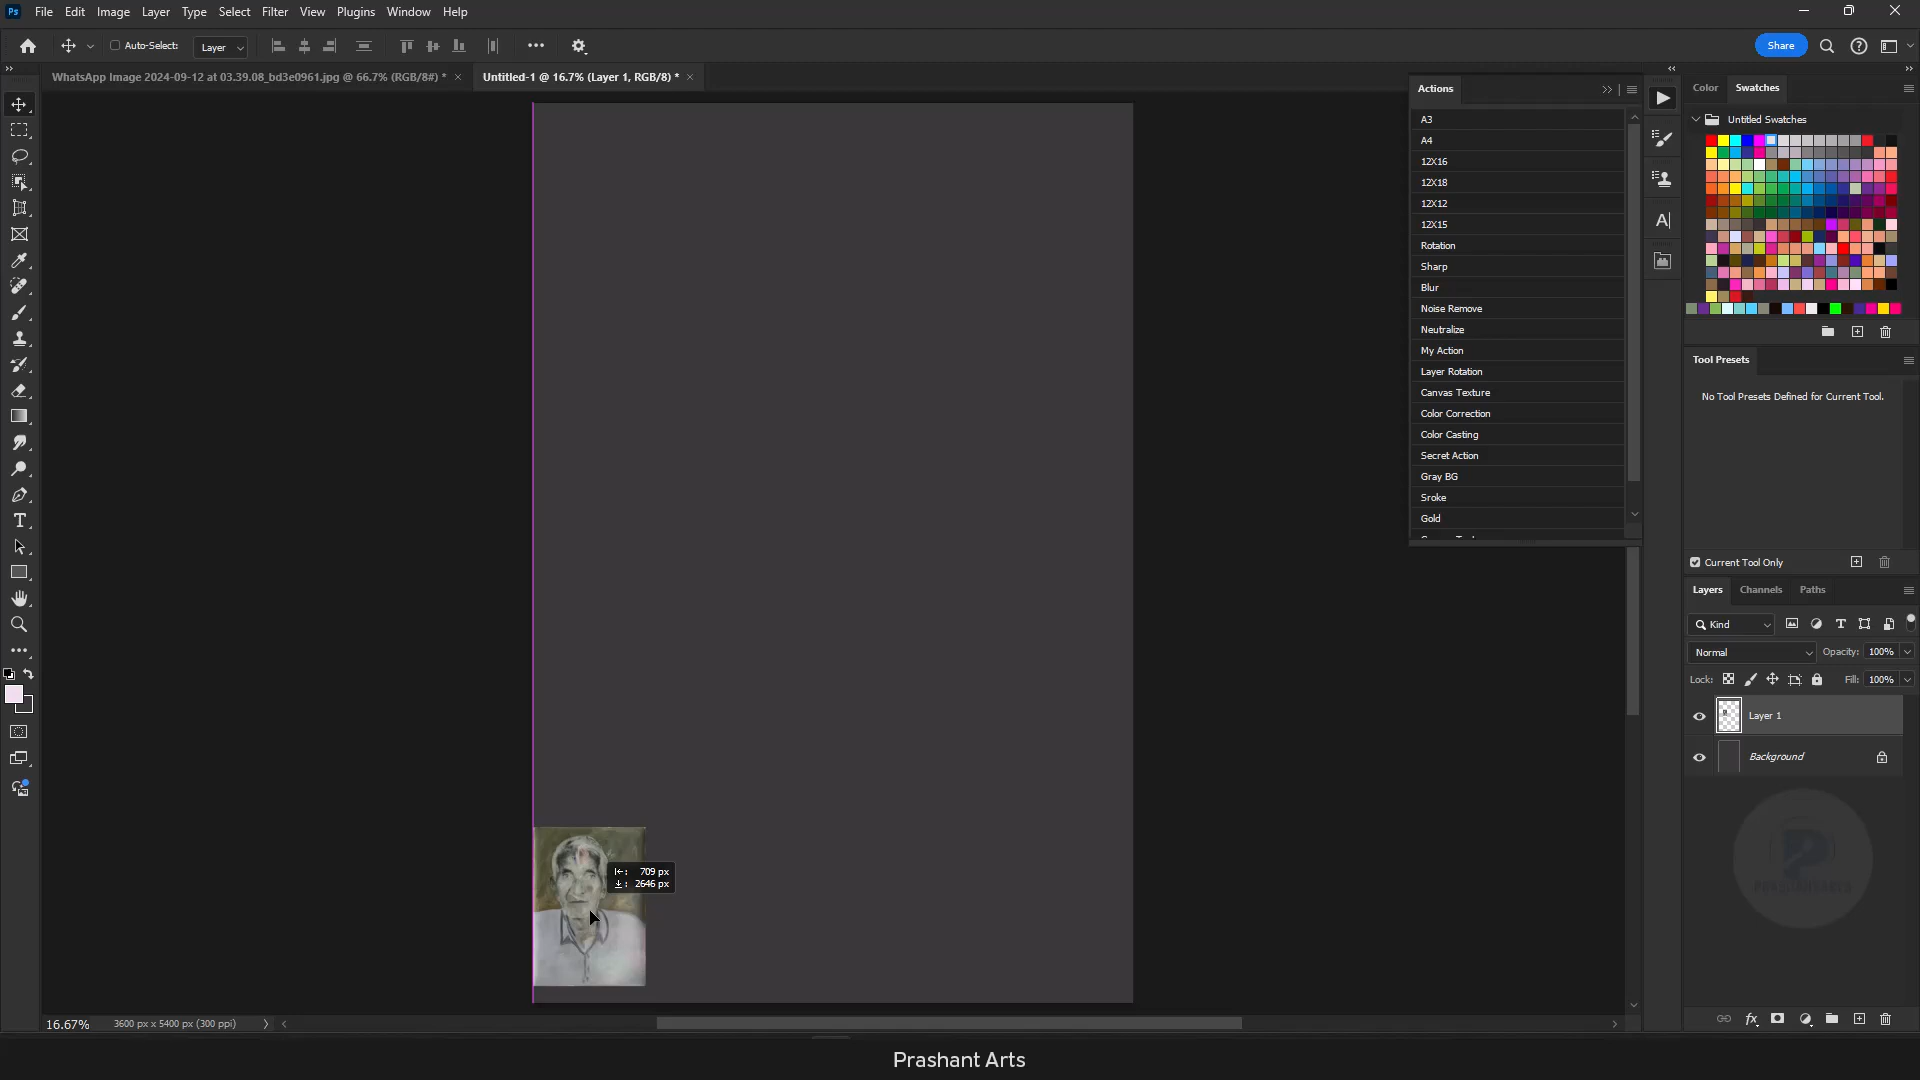 Ps File Edit Image Layer Type Select Filter View Plugins Window Help
Auto-Select: Layer Share
WhatsApp Image 2024-09-12 at 03.39.08_bd3e0961.jpg @ 66.7% (RGB/8#) *
Untitled-1 @ 16.7% (Layer 1, RGB/8) *
Actions
A3
A4
12X16
12X18
12X12
12X15
Rotation
Sharp
Blur
Noise Remove
Neutralize
My Action
Layer Rotation
Canvas Texture
Color Correction
Color Casting
Secret Action
Gray BG
Sroke
Gold
Color Swatches
Untitled Swatches
Tool Presets
No Tool Presets Defined for Current Tool.
Current Tool Only
Layers Channels Paths
Kind
Normal Opacity: 100%
Lock: Fill: 100%
Layer 1
Background
709 px
2646 px
16.67% 3600 px x 5400 px (300 ppi)
Prashant Arts